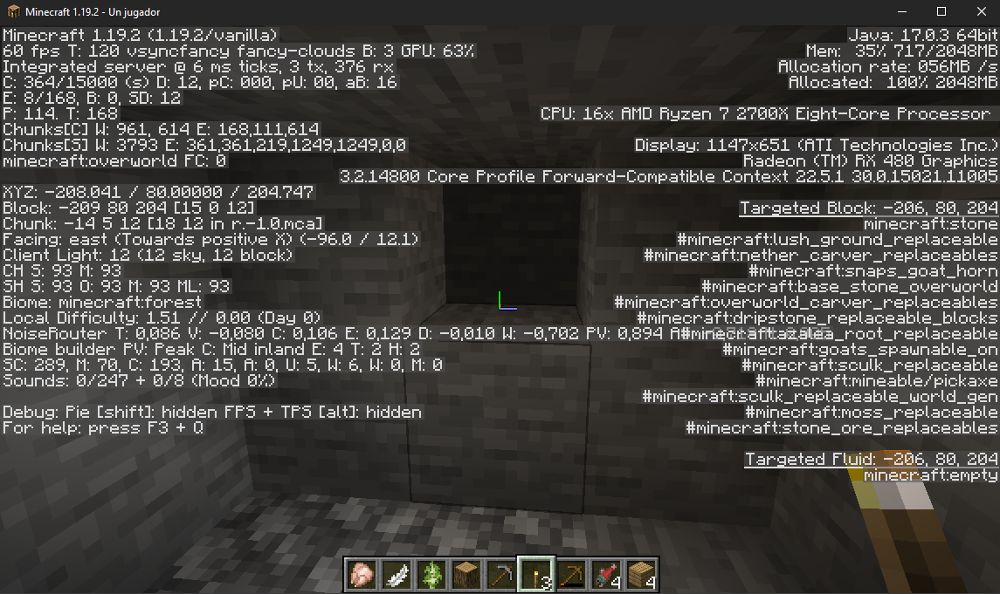 Minecraft 1.19.2 - Un jugador
Minecraft 1.19.2 (1.19.2/vanilla)
60 fps T: 120 vsyncfancy fancy-clouds B: 3 GPU: 63%
Integrated server @ 6 ms ticks, 3 tx, 376 rx
C: 364/15000 (s) D: 12, pC: 000, pU: 00, aB: 16
E: 8/168, B: 0, SD: 12
P: 114. T: 168
Chunks[C] W: 961, 614 E: 168,111,614
Chunks[S] W: 3793 E: 361,361,219,1249,1249,0,0
minecraft:overworld FC: 0
XYZ: -208.041 / 80.00000 / 204.747
Block: -209 80 204 [15 0 12]
Chunk: -14 5 12 [18 12 in r.-1.0.mca]
Facing: east (Towards positive X) (-96.0 / 12.1)
Client Light: 12 (12 sky, 12 block)
CH S: 93 M: 93
SH S: 93 O: 93 M: 93 ML: 93
Biome: minecraft:forest
Local Difficulty: 1.51 // 0.00 (Day 0)
NoiseRouter T: 0,086 V: -0,080 C: 0,106 E: 0,129 D: -0,010 W: -0,702 PV: 0,894
Biome builder PV: Peak C: Mid inland E: 4 T: 2 H: 2
SC: 289, M: 70, C: 193, A: 15, A: 0, U: 5, W: 6, W: 0, M: 0
Sounds: 0/247 + 0/8 (Mood 0%)
Debug: Pie [shift]: hidden FPS + TPS [alt]: hidden
For help: press F3 + Q
Java: 17.0.3 64bit
Mem: 35% 717/2048MB
Allocation rate: 056MB /s
Allocated: 100% 2048MB
CPU: 16x AMD Ryzen 7 2700X Eight-Core Processor
Display: 1147x651 (ATI Technologies Inc.)
Radeon (TM) RX 480 Graphics
3.2.14800 Core Profile Forward-Compatible Context 22.5.1 30.0.15021.11005
Targeted Block: -206, 80, 204
minecraft:stone
#minecraft:lush_ground_replaceable
#minecraft:nether_carver_replaceables
#minecraft:snaps_goat_horn
#minecraft:base_stone_overworld
#minecraft:overworld_carver_replaceables
#minecraft:dripstone_replaceable_blocks
#minecraft:azalea_root_replaceable
#minecraft:goats_spawnable_on
#minecraft:sculk_replaceable
#minecraft:mineable/pickaxe
#minecraft:sculk_replaceable_world_gen
#minecraft:moss_replaceable
#minecraft:stone_ore_replaceables
Targeted Fluid: -206, 80, 204
minecraft:empty
3 4 4